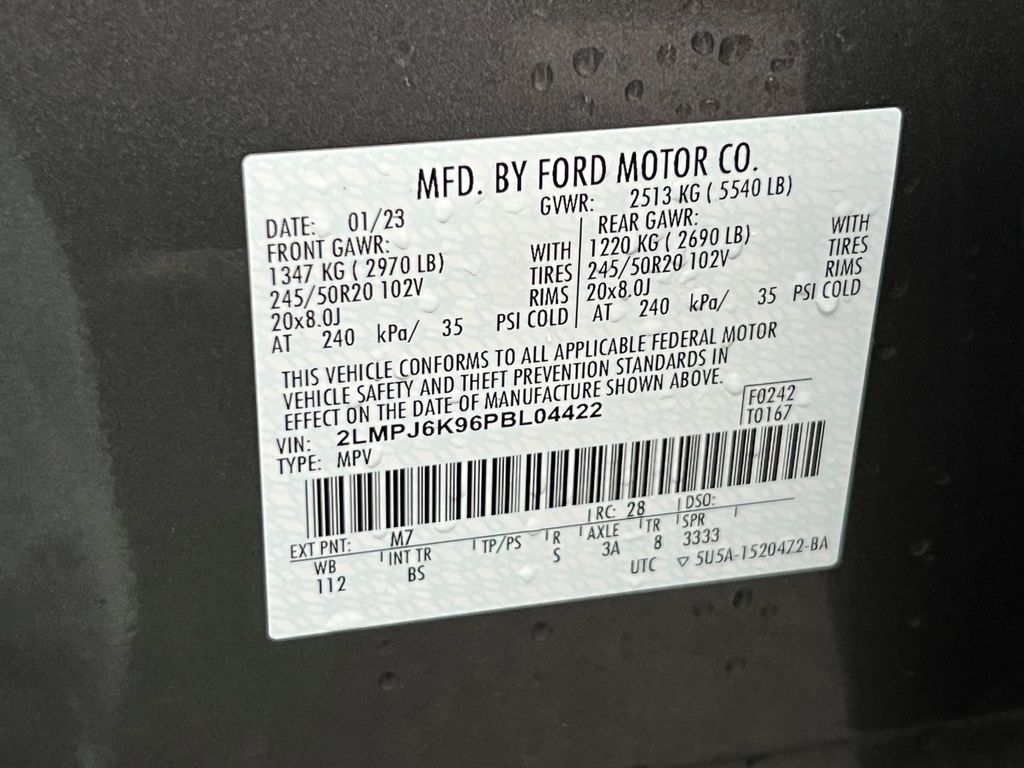 MFD. BY FORD MOTOR CO.
DATE: 01/23 GVWR: 2513 KG ( 5540 LB)
FRONT GAWR: REAR GAWR:
1347 KG ( 2970 LB) WITH 1220 KG ( 2690 LB) WITH
245/50R20 102V TIRES 245/50R20 102V TIRES
20x8.0J RIMS 20x8.0J RIMS
AT 240 kPa/ 35 PSI COLD AT 240 kPa/ 35 PSI COLD
THIS VEHICLE CONFORMS TO ALL APPLICABLE FEDERAL MOTOR
VEHICLE SAFETY AND THEFT PREVENTION STANDARDS IN
EFFECT ON THE DATE OF MANUFACTURE SHOWN ABOVE.
VIN: 2LMPJ6K96PBL04422 F0242
TYPE: MPV T0167
EXT PNT: M7 RC: 28 DSO:
WB INT TR TP/PS R AXLE TR SPR
112 BS S 3A 8 3333
UTC ▽ 5U5A-1520472-BA